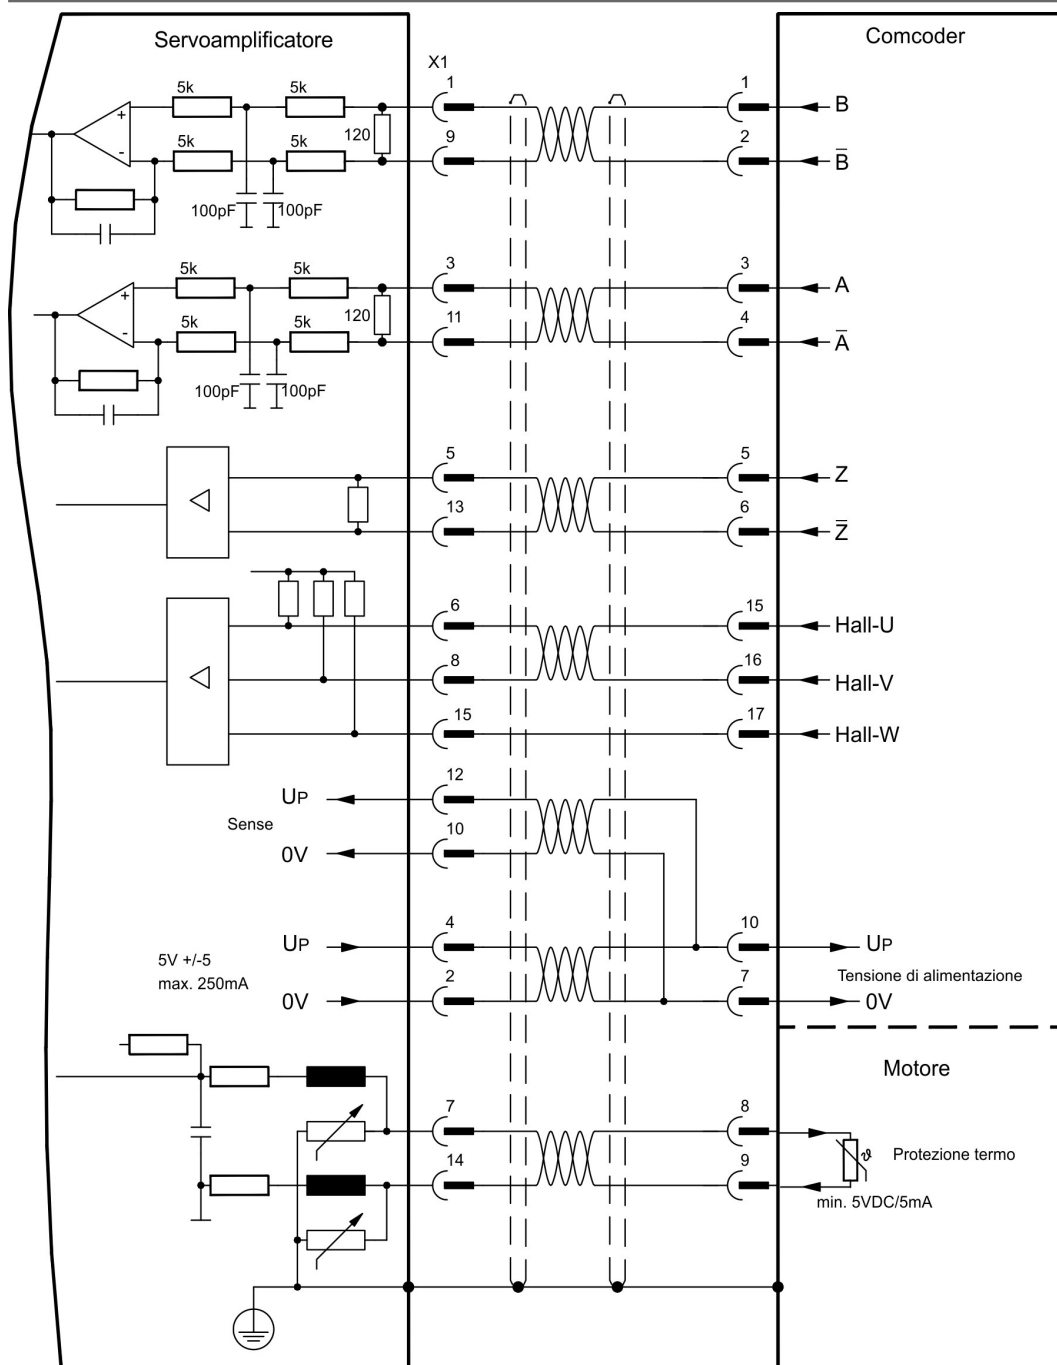 Servoamplificatore
Comcoder
X1
5k 5k 1 1 B
120
5k 5k 9 2 B̅
100pF 100pF
5k 5k 3 3 A
120
5k 5k 11 4 A̅
100pF 100pF
5 5 Z
13 6 Z̅
6 15 Hall-U
8 16 Hall-V
15 17 Hall-W
UP 12
Sense
0V 10
UP 4 10 UP
5V +/-5
max. 250mA
Tensione di alimentazione
0V 2 7 0V
Motore
7 8
Protezione termo
14 9
min. 5VDC/5mA
+
-
+
-
ϑ